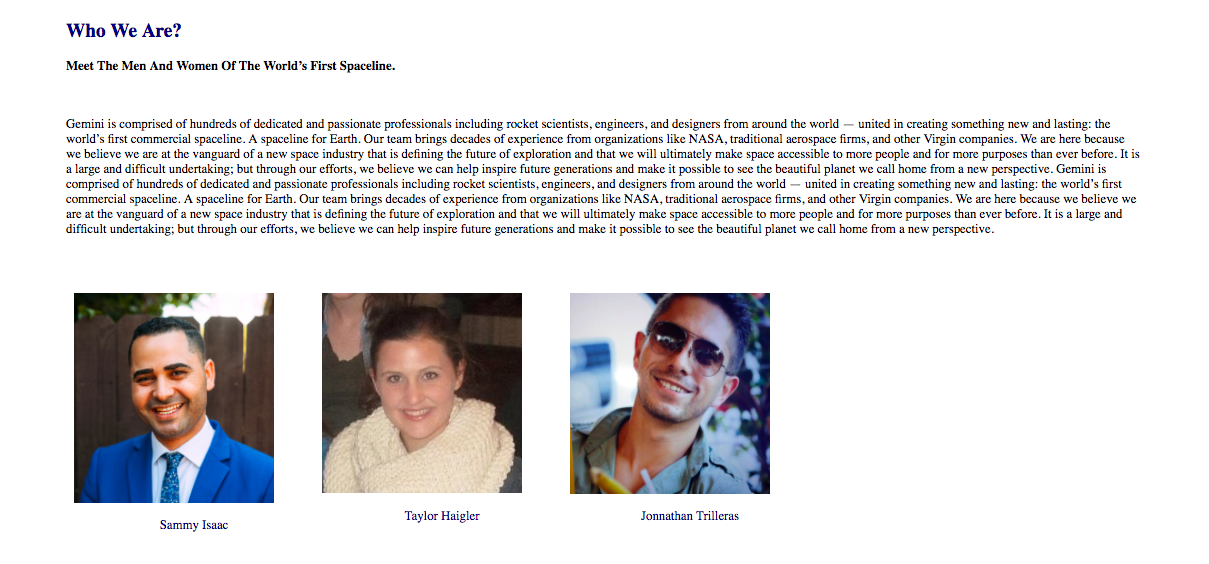 Who We Are?
Meet The Men And Women Of The World’s First Spaceline.
Gemini is comprised of hundreds of dedicated and passionate professionals including rocket scientists, engineers, and designers from around the world — united in creating something new and lasting: the
world’s first commercial spaceline. A spaceline for Earth. Our team brings decades of experience from organizations like NASA, traditional aerospace firms, and other Virgin companies. We are here because
we believe we are at the vanguard of a new space industry that is defining the future of exploration and that we will ultimately make space accessible to more people and for more purposes than ever before. It is
a large and difficult undertaking; but through our efforts, we believe we can help inspire future generations and make it possible to see the beautiful planet we call home from a new perspective. Gemini is
comprised of hundreds of dedicated and passionate professionals including rocket scientists, engineers, and designers from around the world — united in creating something new and lasting: the world’s first
commercial spaceline. A spaceline for Earth. Our team brings decades of experience from organizations like NASA, traditional aerospace firms, and other Virgin companies. We are here because we believe we
are at the vanguard of a new space industry that is defining the future of exploration and that we will ultimately make space accessible to more people and for more purposes than ever before. It is a large and
difficult undertaking; but through our efforts, we believe we can help inspire future generations and make it possible to see the beautiful planet we call home from a new perspective.
Sammy Isaac
Taylor Haigler
Jonnathan Trilleras